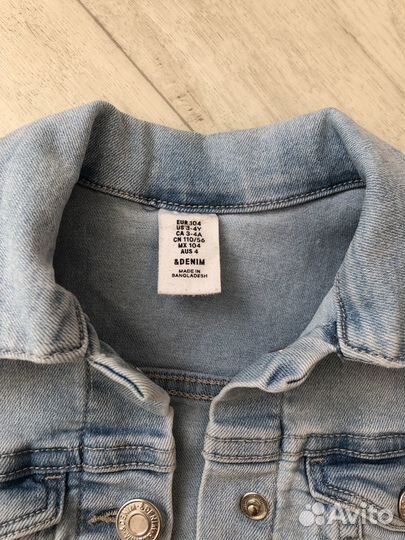 EUR 104
US 3-4Y
CA 3-4A
CN 110/56
MX 104
AUS 4
&DENIM
MADE IN
BANGLADESH
Avito